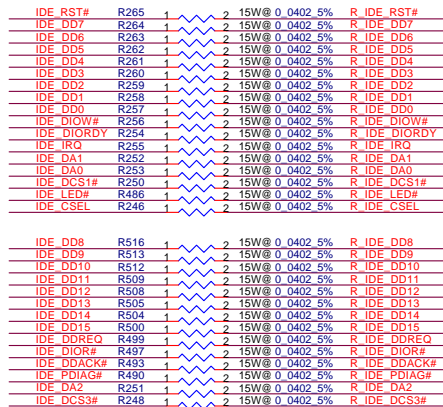 IDE_RST# R265 1 2 15W@ 0_0402_5% R_IDE_RST#
IDE_DD7 R264 1 2 15W@ 0_0402_5% R_IDE_DD7
IDE_DD6 R263 1 2 15W@ 0_0402_5% R_IDE_DD6
IDE_DD5 R262 1 2 15W@ 0_0402_5% R_IDE_DD5
IDE_DD4 R261 1 2 15W@ 0_0402_5% R_IDE_DD4
IDE_DD3 R260 1 2 15W@ 0_0402_5% R_IDE_DD3
IDE_DD2 R259 1 2 15W@ 0_0402_5% R_IDE_DD2
IDE_DD1 R258 1 2 15W@ 0_0402_5% R_IDE_DD1
IDE_DD0 R257 1 2 15W@ 0_0402_5% R_IDE_DD0
IDE_DIOW# R256 1 2 15W@ 0_0402_5% R_IDE_DIOW#
IDE_DIORDY R254 1 2 15W@ 0_0402_5% R_IDE_DIORDY
IDE_IRQ R255 1 2 15W@ 0_0402_5% R_IDE_IRQ
IDE_DA1 R252 1 2 15W@ 0_0402_5% R_IDE_DA1
IDE_DA0 R253 1 2 15W@ 0_0402_5% R_IDE_DA0
IDE_DCS1# R250 1 2 15W@ 0_0402_5% R_IDE_DCS1#
IDE_LED# R486 1 2 15W@ 0_0402_5% R_IDE_LED#
IDE_CSEL R246 1 2 15W@ 0_0402_5% R_IDE_CSEL
IDE_DD8 R516 1 2 15W@ 0_0402_5% R_IDE_DD8
IDE_DD9 R513 1 2 15W@ 0_0402_5% R_IDE_DD9
IDE_DD10 R512 1 2 15W@ 0_0402_5% R_IDE_DD10
IDE_DD11 R509 1 2 15W@ 0_0402_5% R_IDE_DD11
IDE_DD12 R508 1 2 15W@ 0_0402_5% R_IDE_DD12
IDE_DD13 R505 1 2 15W@ 0_0402_5% R_IDE_DD13
IDE_DD14 R504 1 2 15W@ 0_0402_5% R_IDE_DD14
IDE_DD15 R500 1 2 15W@ 0_0402_5% R_IDE_DD15
IDE_DDREQ R499 1 2 15W@ 0_0402_5% R_IDE_DDREQ
IDE_DIOR# R497 1 2 15W@ 0_0402_5% R_IDE_DIOR#
IDE_DDACK# R493 1 2 15W@ 0_0402_5% R_IDE_DDACK#
IDE_PDIAG# R490 1 2 15W@ 0_0402_5% R_IDE_PDIAG#
IDE_DA2 R251 1 2 15W@ 0_0402_5% R_IDE_DA2
IDE_DCS3# R248 1 2 15W@ 0_0402_5% R_IDE_DCS3#